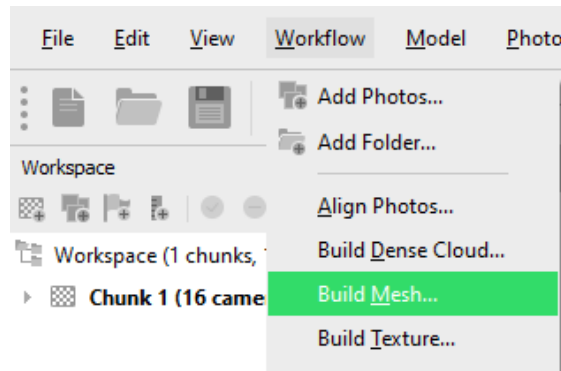 File Edit View Workflow Model Photo
Add Photos...
Add Folder...
Workspace
Align Photos...
Workspace (1 chunks,
Build Dense Cloud...
Chunk 1 (16 came
Build Mesh...
Build Texture...